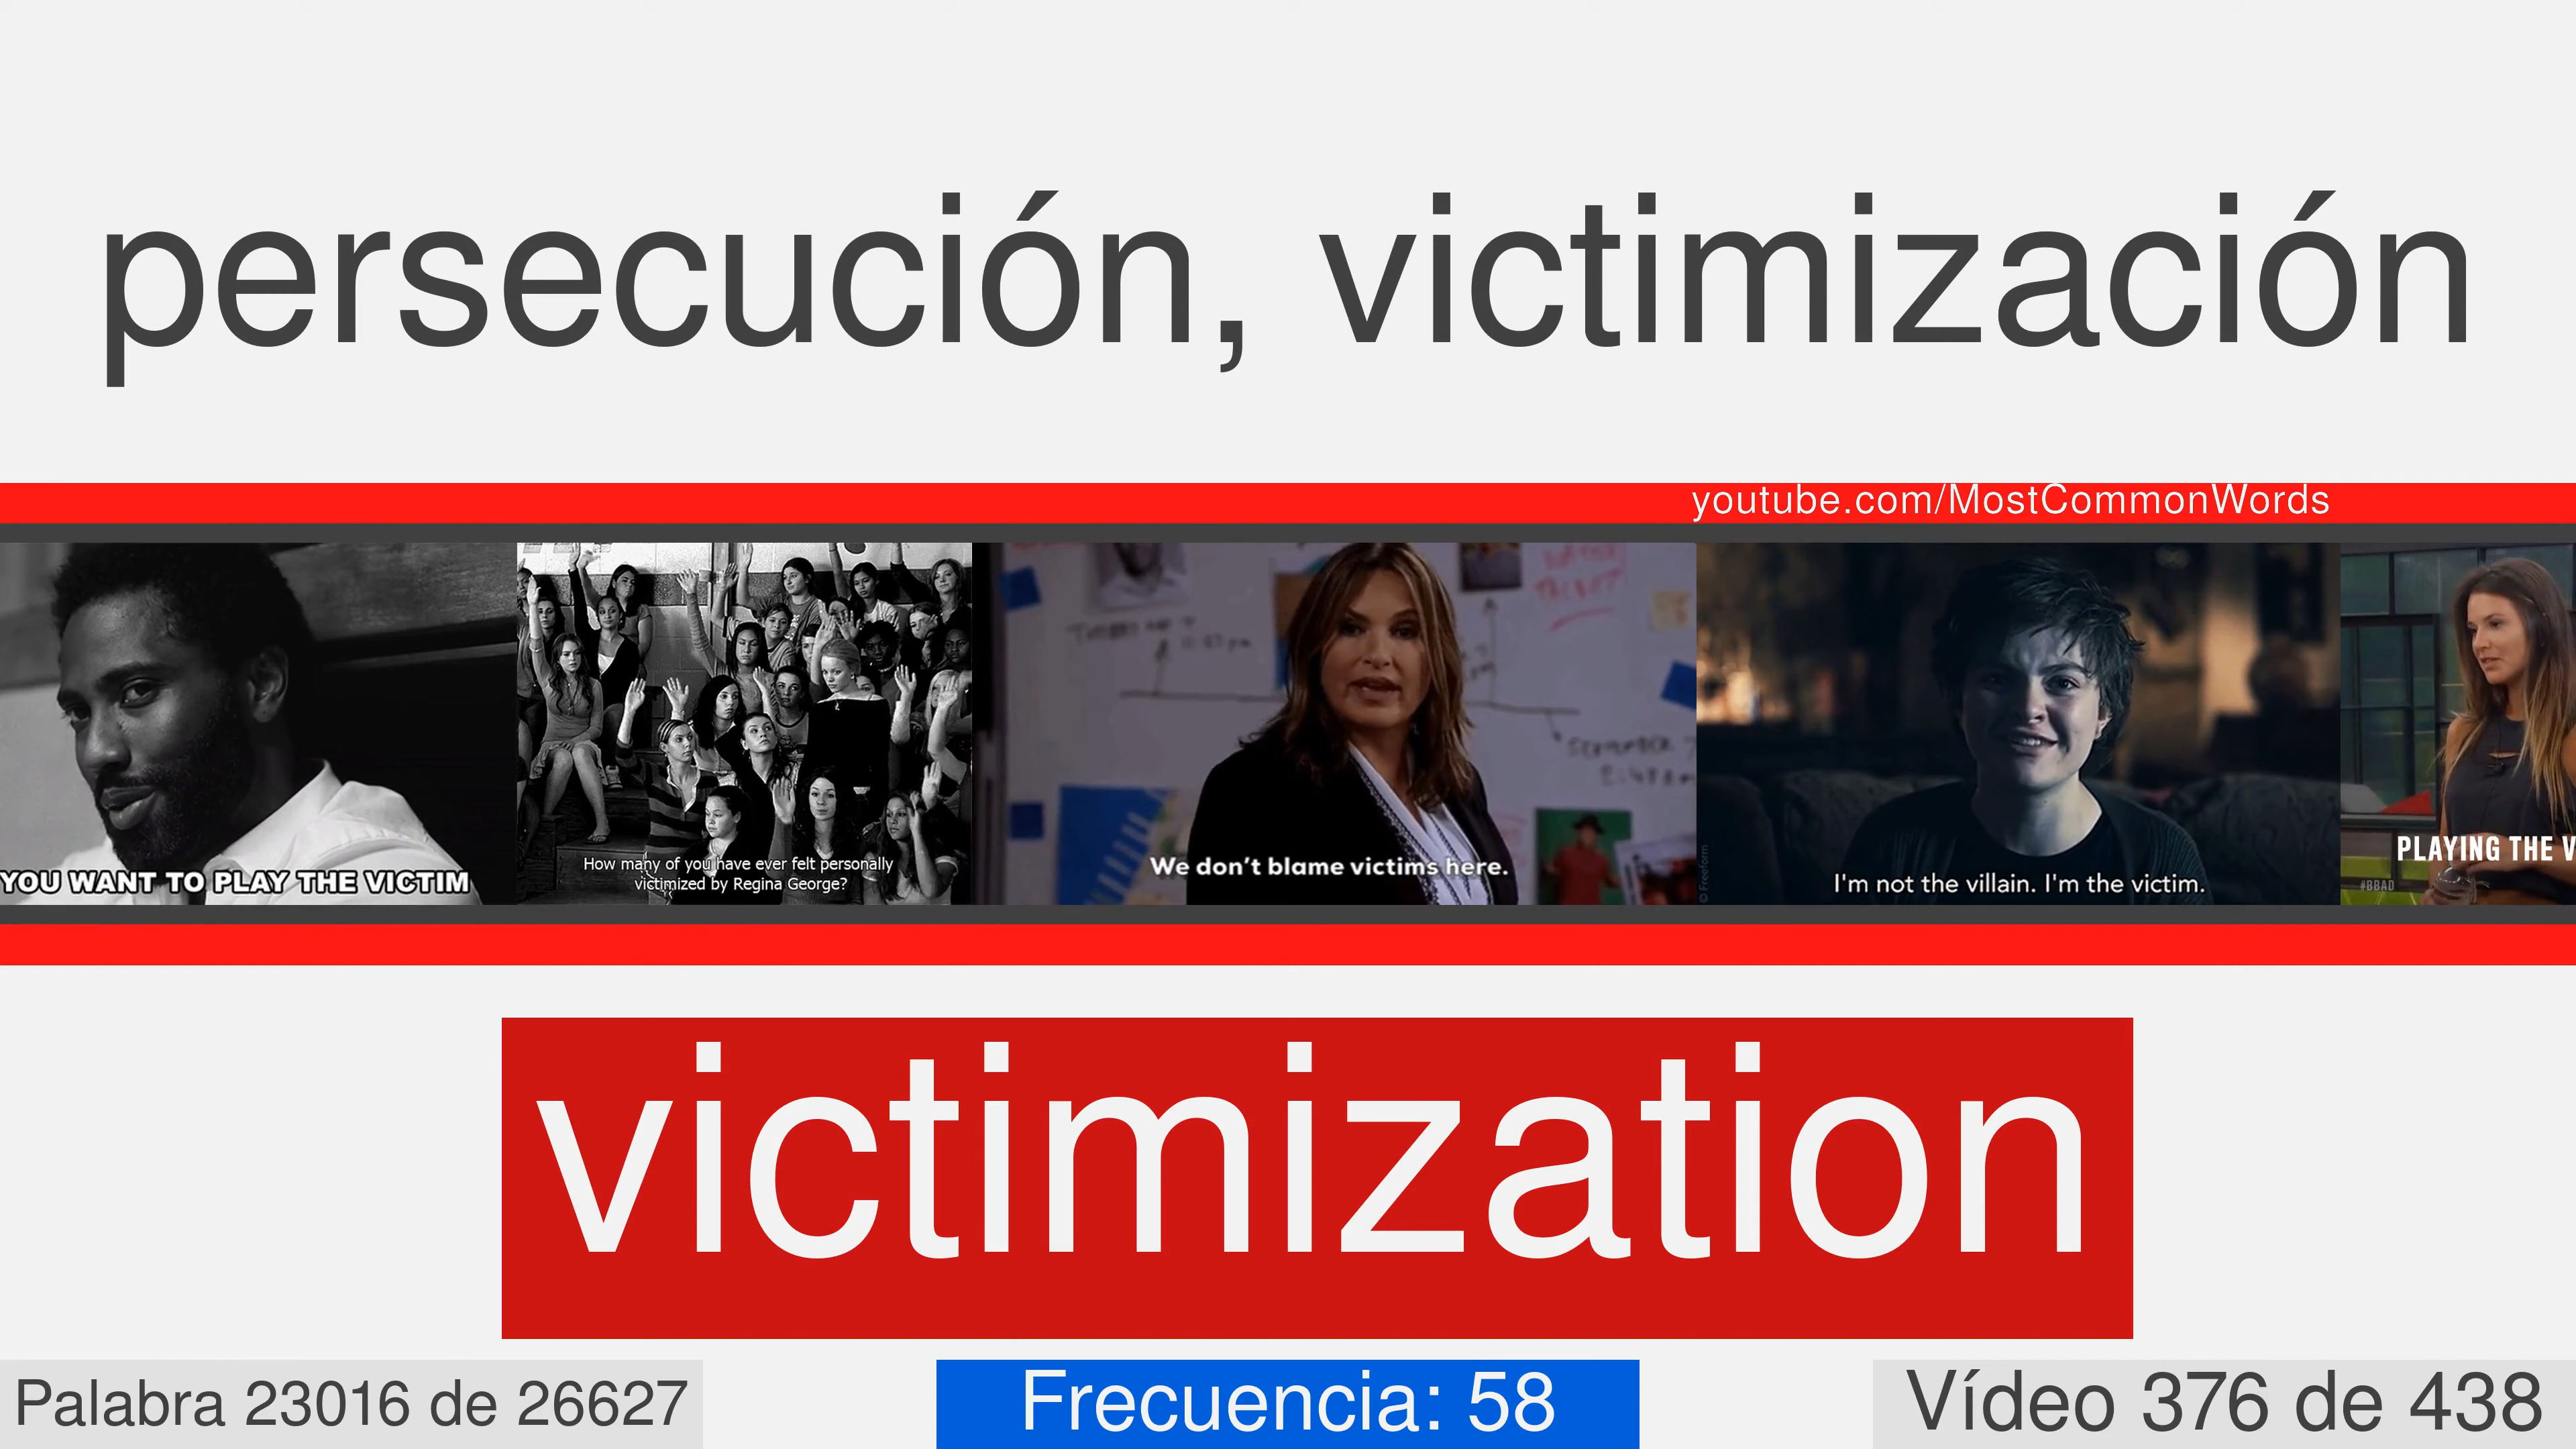 persecución, victimización
youtube.com/MostCommonWords
YOU WANT TO PLAY THE VICTIM
How many of you have ever felt personally
victimized by Regina George?
We don't blame victims here.
© Freeform
I'm not the villain. I'm the victim.
PLAYING THE V
#BBAD
victimization
Palabra 23016 de 26627
Frecuencia: 58
Vídeo 376 de 438